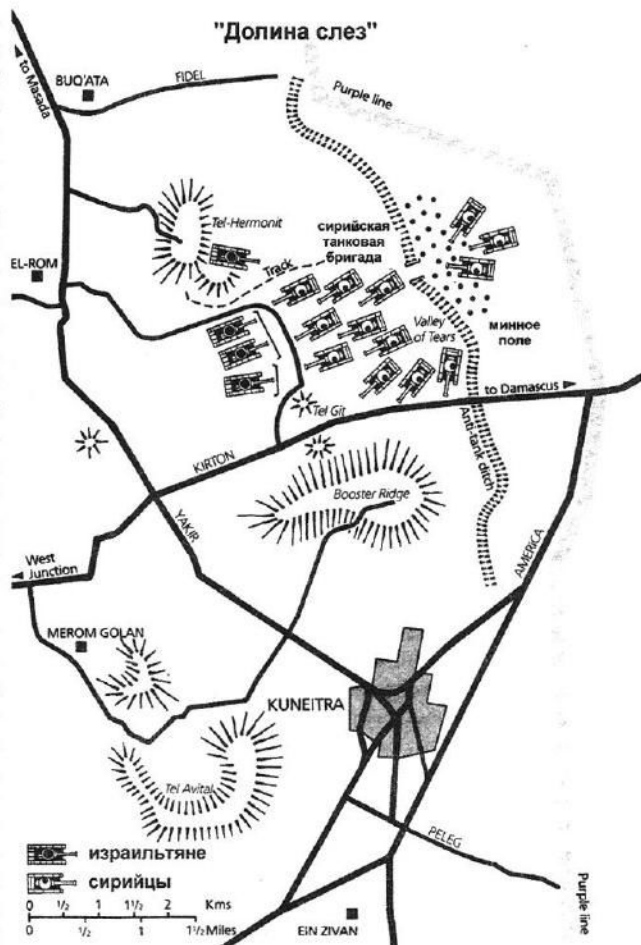 "Долина слез"
to Masada
BUQ'ATA
FIDEL
Purple line
Tel-Hermonit
сирийская
танковая
бригада
EL-ROM
Track
Valley
of Tears
минное
поле
to Damascus
Tel Git
KIRTON
Anti-tank ditch
Booster Ridge
YAKIR
AMERICA
West
Junction
MEROM GOLAN
KUNEITRA
Tel Avital
PELEG
израильтяне
сирийцы
0 1/2 1 1 1/2 2 Kms
0 1/2 1 1 1/2 Miles
EIN ZIVAN
Purple line